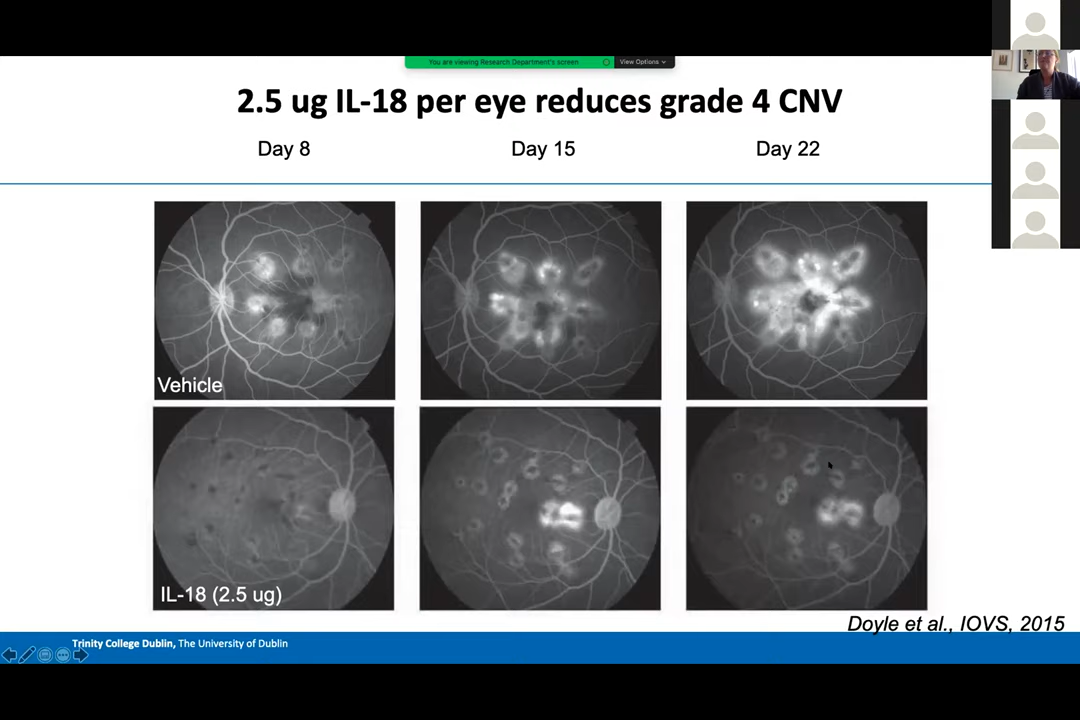 You are viewing Research Department's screen
View Options
2.5 ug IL-18 per eye reduces grade 4 CNV
Day 8
Day 15
Day 22
Vehicle
IL-18 (2.5 ug)
Doyle et al., IOVS, 2015
Trinity College Dublin, The University of Dublin